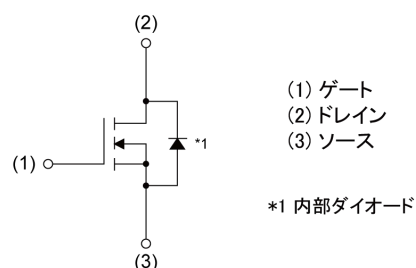 (2)
(1) ゲート
(2) ドレイン
(3) ソース
*1
(1)
*1 内部ダイオード
(3)